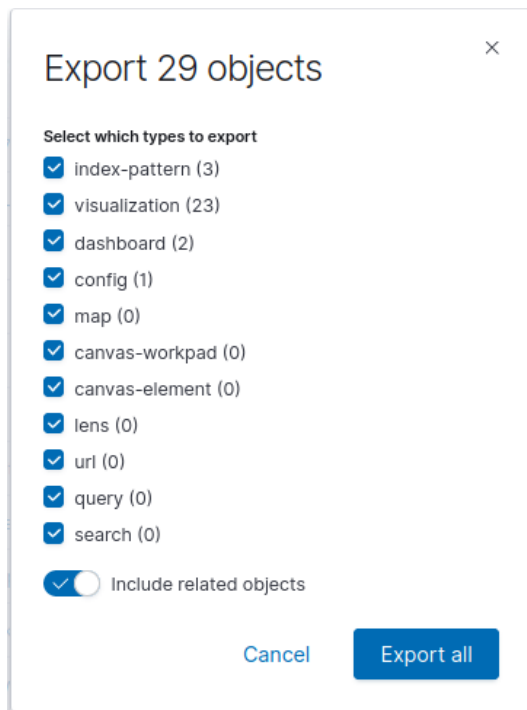 Export 29 objects
Select which types to export
index-pattern (3)
visualization (23)
dashboard (2)
config (1)
map (0)
canvas-workpad (0)
canvas-element (0)
lens (0)
url (0)
query (0)
search (0)
Include related objects
Cancel Export all